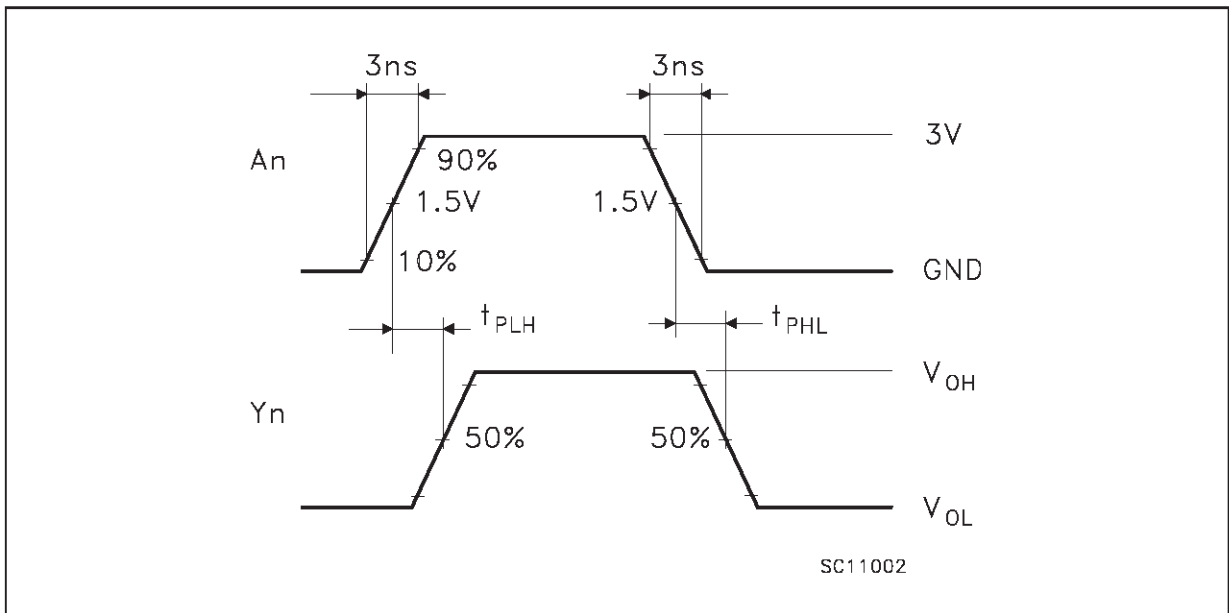 3ns 3ns
3V
An
90%
1.5V 1.5V
10%
GND
tPLH tPHL
VOH
Yn
50% 50%
VOL
SC11002